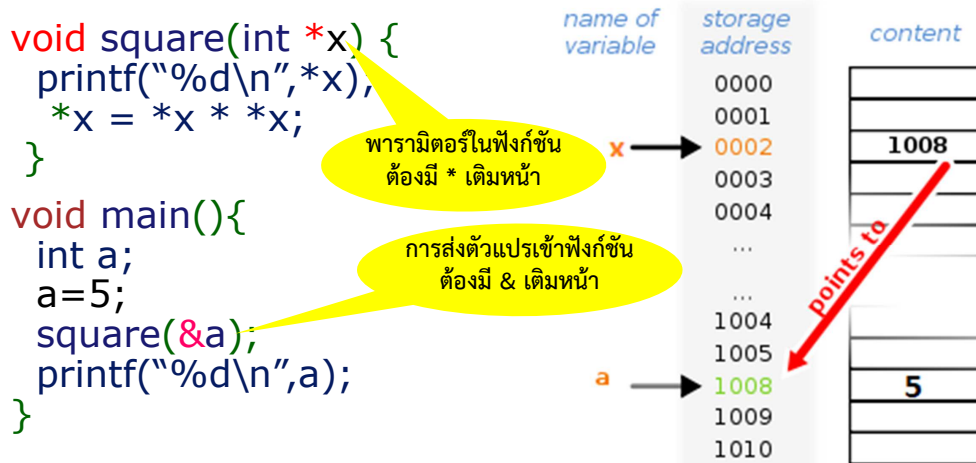 void square(int *x) {
printf(“%d\n”,*x);
*x = *x * *x;
}
พารามิตอร์ในฟังก์ชัน
ต้องมี * เติมหน้า
void main(){
int a;
a=5;
square(&a);
printf(“%d\n”,a);
}
การส่งตัวแปรเข้าฟังก์ชัน
ต้องมี & เติมหน้า
name of
variable
storage
address
content
0000
0001
x
0002
1008
0003
0004
...
points to
...
1004
1005
a
1008
5
1009
1010